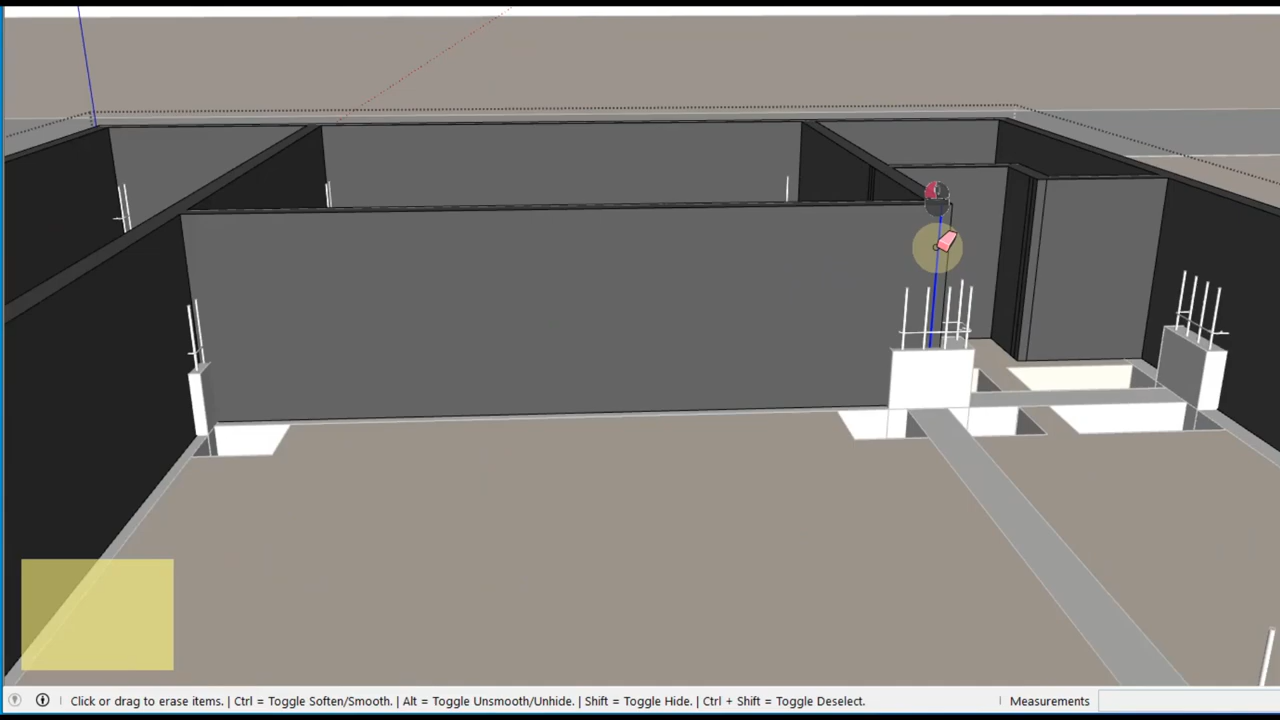 Click or drag to erase items. | Ctrl = Toggle Soften/Smooth. | Alt = Toggle Unsmooth/Unhide. | Shift = Toggle Hide. | Ctrl + Shift = Toggle Deselect. Measurements